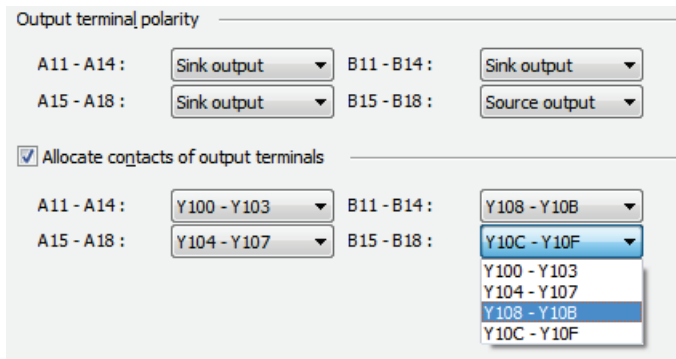 Output terminal polarity
A11 - A14 : Sink output B11 - B14 : Sink output
A15 - A18 : Sink output B15 - B18 : Source output
Allocate contacts of output terminals
A11 - A14 : Y100 - Y103 B11 - B14 : Y108 - Y10B
A15 - A18 : Y104 - Y107 B15 - B18 : Y10C - Y10F
Y100 - Y103
Y104 - Y107
Y108 - Y10B
Y10C - Y10F